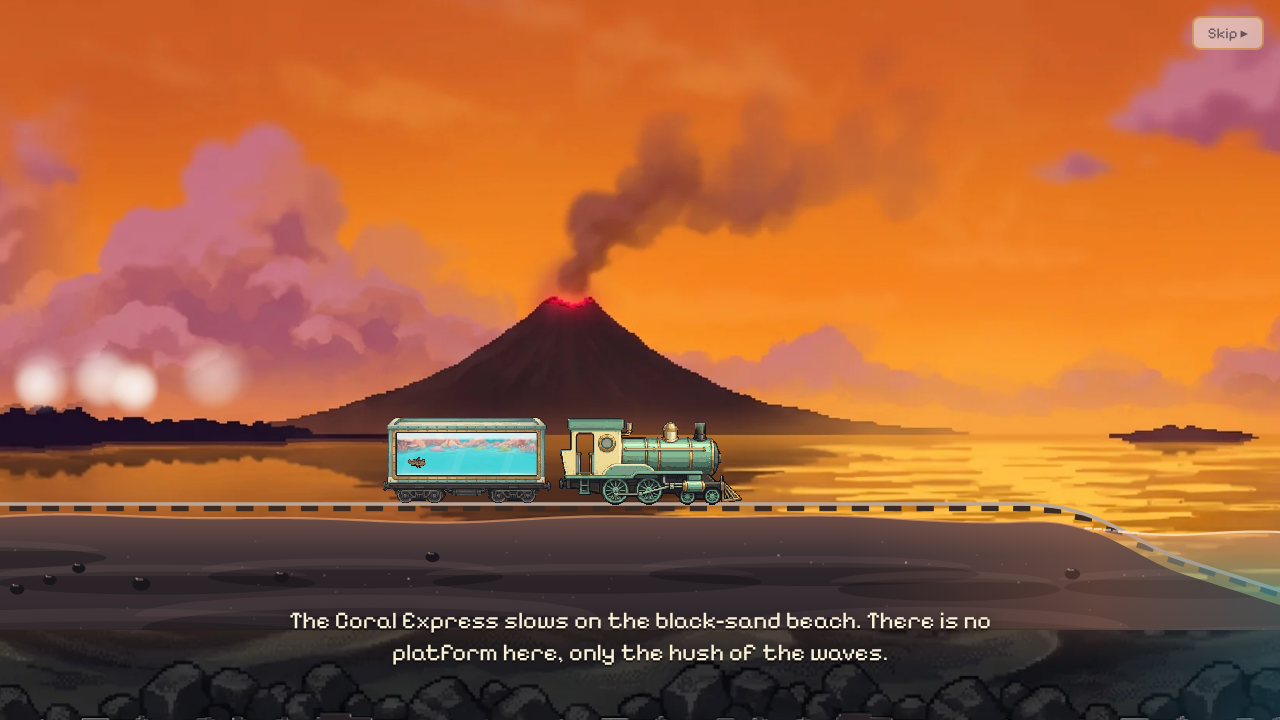 Skip ▸
The Coral Express slows on the black-sand beach. There is no
platform here, only the hush of the waves.